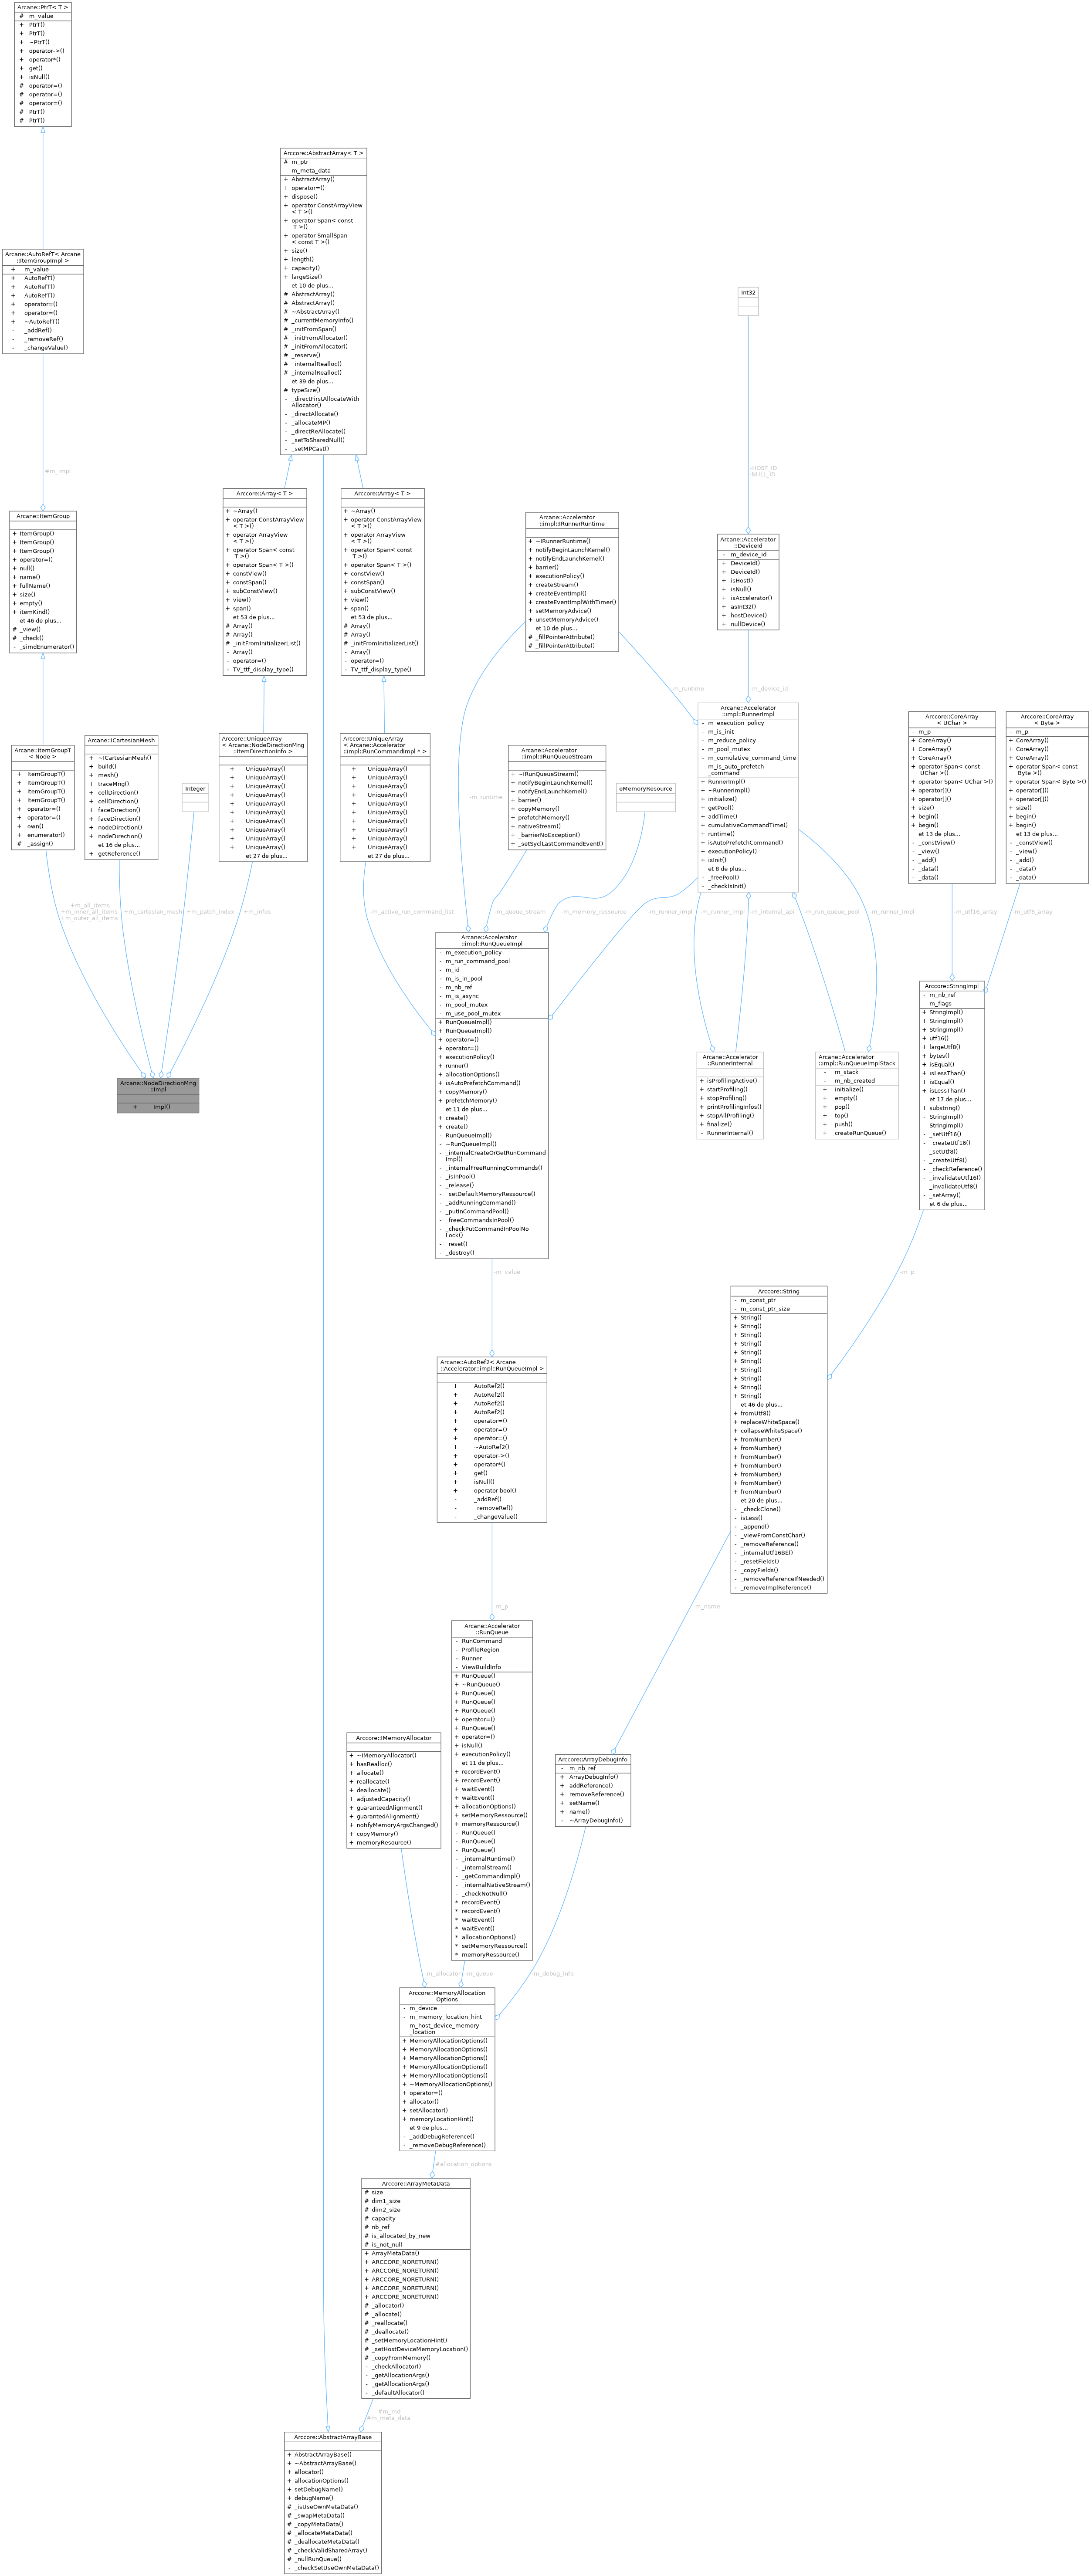 Arcane::PtrT< T >
# m_value
+ PtrT()
+ PtrT()
+ ~PtrT()
+ operator->()
+ operator*()
+ get()
+ isNull()
# operator=()
# operator=()
# operator=()
# PtrT()
# PtrT()
Arcane::AutoRefT< Arcane
::ItemGroupImpl >
+ m_value
+ AutoRefT()
+ AutoRefT()
+ AutoRefT()
+ operator=()
+ operator=()
+ ~AutoRefT()
- _addRef()
- _removeRef()
- _changeValue()
#m_impl
Arcane::ItemGroup
+ ItemGroup()
+ ItemGroup()
+ ItemGroup()
+ operator=()
+ null()
+ name()
+ fullName()
+ size()
+ empty()
+ itemKind()
et 46 de plus...
# _view()
# _check()
- _simdEnumerator()
Arcane::ItemGroupT
< Node >
+ ItemGroupT()
+ ItemGroupT()
+ ItemGroupT()
+ ItemGroupT()
+ operator=()
+ operator=()
+ own()
+ enumerator()
# _assign()
+m_all_items
+m_inner_all_items
+m_outer_all_items
Arcane::ICartesianMesh
+ ~ICartesianMesh()
+ build()
+ mesh()
+ traceMng()
+ cellDirection()
+ cellDirection()
+ faceDirection()
+ faceDirection()
+ nodeDirection()
+ nodeDirection()
et 16 de plus...
+ getReference()
+m_cartesian_mesh
Integer
+m_patch_index
Arccore::UniqueArray
< Arcane::NodeDirectionMng
::ItemDirectionInfo >
+ UniqueArray()
+ UniqueArray()
+ UniqueArray()
+ UniqueArray()
+ UniqueArray()
+ UniqueArray()
+ UniqueArray()
+ UniqueArray()
+ UniqueArray()
+ UniqueArray()
et 27 de plus...
+m_infos
Arcane::NodeDirectionMng
::Impl
+ Impl()
Arccore::AbstractArray< T >
# m_ptr
- m_meta_data
+ AbstractArray()
+ operator=()
+ dispose()
+ operator ConstArrayView
< T >()
+ operator Span< const
T >()
+ operator SmallSpan
< const T >()
+ size()
+ length()
+ capacity()
+ largeSize()
et 10 de plus...
# AbstractArray()
# AbstractArray()
# ~AbstractArray()
# _currentMemoryInfo()
# _initFromSpan()
# _initFromAllocator()
# _initFromAllocator()
# _reserve()
# _internalRealloc()
# _internalRealloc()
et 39 de plus...
# typeSize()
- _directFirstAllocateWith
Allocator()
- _directAllocate()
- _allocateMP()
- _directReAllocate()
- _setToSharedNull()
- _setMPCast()
Arccore::Array< T >
+ ~Array()
+ operator ConstArrayView
< T >()
+ operator ArrayView
< T >()
+ operator Span< const
T >()
+ operator Span< T >()
+ constView()
+ constSpan()
+ subConstView()
+ view()
+ span()
et 53 de plus...
# Array()
# Array()
# _initFromInitializerList()
- Array()
- operator=()
- TV_ttf_display_type()
Arccore::Array< T >
+ ~Array()
+ operator ConstArrayView
< T >()
+ operator ArrayView
< T >()
+ operator Span< const
T >()
+ operator Span< T >()
+ constView()
+ constSpan()
+ subConstView()
+ view()
+ span()
et 53 de plus...
# Array()
# Array()
# _initFromInitializerList()
- Array()
- operator=()
- TV_ttf_display_type()
Arccore::UniqueArray
< Arcane::Accelerator
::impl::RunCommandImpl * >
+ UniqueArray()
+ UniqueArray()
+ UniqueArray()
+ UniqueArray()
+ UniqueArray()
+ UniqueArray()
+ UniqueArray()
+ UniqueArray()
+ UniqueArray()
+ UniqueArray()
et 27 de plus...
-m_active_run_command_list
Arcane::Accelerator
::impl::IRunnerRuntime
+ ~IRunnerRuntime()
+ notifyBeginLaunchKernel()
+ notifyEndLaunchKernel()
+ barrier()
+ executionPolicy()
+ createStream()
+ createEventImpl()
+ createEventImplWithTimer()
+ setMemoryAdvice()
+ unsetMemoryAdvice()
et 10 de plus...
# _fillPointerAttribute()
# _fillPointerAttribute()
-m_runtime
-m_runtime
Arcane::Accelerator
::impl::IRunQueueStream
+ ~IRunQueueStream()
+ notifyBeginLaunchKernel()
+ notifyEndLaunchKernel()
+ barrier()
+ copyMemory()
+ prefetchMemory()
+ nativeStream()
+ _barrierNoException()
+ _setSyclLastCommandEvent()
-m_queue_stream
eMemoryRessource
-m_memory_ressource
Int32
-HOST_ID
-NULL_ID
Arcane::Accelerator
::DeviceId
- m_device_id
+ DeviceId()
+ DeviceId()
+ isHost()
+ isNull()
+ isAccelerator()
+ asInt32()
+ hostDevice()
+ nullDevice()
-m_device_id
Arcane::Accelerator
::impl::RunnerImpl
- m_execution_policy
- m_is_init
- m_reduce_policy
- m_pool_mutex
- m_cumulative_command_time
- m_is_auto_prefetch
_command
+ RunnerImpl()
+ ~RunnerImpl()
+ initialize()
+ getPool()
+ addTime()
+ cumulativeCommandTime()
+ runtime()
+ isAutoPrefetchCommand()
+ executionPolicy()
+ isInit()
et 8 de plus...
- _freePool()
- _checkIsInit()
-m_runner_impl
-m_runner_impl
-m_internal_api
-m_run_queue_pool
-m_runner_impl
Arcane::Accelerator
::RunnerInternal
+ isProfilingActive()
+ startProfiling()
+ stopProfiling()
+ printProfilingInfos()
+ stopAllProfiling()
+ finalize()
- RunnerInternal()
Arcane::Accelerator
::impl::RunQueueImplStack
- m_stack
- m_nb_created
+ initialize()
+ empty()
+ pop()
+ top()
+ push()
+ createRunQueue()
Arccore::CoreArray
< UChar >
- m_p
+ CoreArray()
+ CoreArray()
+ CoreArray()
+ operator Span< const
UChar >()
+ operator Span< UChar >()
+ operator[]()
+ operator[]()
+ size()
+ begin()
+ begin()
et 13 de plus...
- _constView()
- _view()
- _add()
- _data()
- _data()
-m_utf16_array
Arccore::CoreArray
< Byte >
- m_p
+ CoreArray()
+ CoreArray()
+ CoreArray()
+ operator Span< const
Byte >()
+ operator Span< Byte >()
+ operator[]()
+ operator[]()
+ size()
+ begin()
+ begin()
et 13 de plus...
- _constView()
- _view()
- _add()
- _data()
- _data()
-m_utf8_array
Arccore::StringImpl
- m_nb_ref
- m_flags
+ StringImpl()
+ StringImpl()
+ StringImpl()
+ utf16()
+ largeUtf8()
+ bytes()
+ isEqual()
+ isLessThan()
+ isEqual()
+ isLessThan()
et 17 de plus...
+ substring()
- StringImpl()
- StringImpl()
- _setUtf16()
- _createUtf16()
- _setUtf8()
- _createUtf8()
- _checkReference()
- _invalidateUtf16()
- _invalidateUtf8()
- _setArray()
et 6 de plus...
-m_p
Arcane::Accelerator
::impl::RunQueueImpl
- m_execution_policy
- m_run_command_pool
- m_id
- m_is_in_pool
- m_nb_ref
- m_is_async
- m_pool_mutex
- m_use_pool_mutex
+ RunQueueImpl()
+ RunQueueImpl()
+ operator=()
+ operator=()
+ executionPolicy()
+ runner()
+ allocationOptions()
+ isAutoPrefetchCommand()
+ copyMemory()
+ prefetchMemory()
et 11 de plus...
+ create()
+ create()
- RunQueueImpl()
- ~RunQueueImpl()
- _internalCreateOrGetRunCommand
Impl()
- _internalFreeRunningCommands()
- _isInPool()
- _release()
- _setDefaultMemoryRessource()
- _addRunningCommand()
- _putInCommandPool()
- _freeCommandsInPool()
- _checkPutCommandInPoolNo
Lock()
- _reset()
- _destroy()
-m_value
Arcane::AutoRef2< Arcane
::Accelerator::impl::RunQueueImpl >
+ AutoRef2()
+ AutoRef2()
+ AutoRef2()
+ AutoRef2()
+ operator=()
+ operator=()
+ operator=()
+ ~AutoRef2()
+ operator->()
+ operator*()
+ get()
+ isNull()
+ operator bool()
- _addRef()
- _removeRef()
- _changeValue()
-m_p
Arccore::String
- m_const_ptr
- m_const_ptr_size
+ String()
+ String()
+ String()
+ String()
+ String()
+ String()
+ String()
+ String()
+ String()
+ String()
et 46 de plus...
+ fromUtf8()
+ replaceWhiteSpace()
+ collapseWhiteSpace()
+ fromNumber()
+ fromNumber()
+ fromNumber()
+ fromNumber()
+ fromNumber()
+ fromNumber()
+ fromNumber()
et 20 de plus...
- _checkClone()
- isLess()
- _append()
- _viewFromConstChar()
- _removeReference()
- _internalUtf16BE()
- _resetFields()
- _copyFields()
- _removeReferenceIfNeeded()
- _removeImplReference()
-m_name
Arcane::Accelerator
::RunQueue
- RunCommand
- ProfileRegion
- Runner
- ViewBuildInfo
+ RunQueue()
+ ~RunQueue()
+ RunQueue()
+ RunQueue()
+ RunQueue()
+ operator=()
+ RunQueue()
+ operator=()
+ isNull()
+ executionPolicy()
et 11 de plus...
+ recordEvent()
+ recordEvent()
+ waitEvent()
+ waitEvent()
+ allocationOptions()
+ setMemoryRessource()
+ memoryRessource()
- RunQueue()
- RunQueue()
- RunQueue()
- _internalRuntime()
- _internalStream()
- _getCommandImpl()
- _internalNativeStream()
- _checkNotNull()
* recordEvent()
* recordEvent()
* waitEvent()
* waitEvent()
* allocationOptions()
* setMemoryRessource()
* memoryRessource()
Arccore::IMemoryAllocator
+ ~IMemoryAllocator()
+ hasRealloc()
+ allocate()
+ reallocate()
+ deallocate()
+ adjustedCapacity()
+ guaranteedAlignment()
+ guarantedAlignment()
+ notifyMemoryArgsChanged()
+ copyMemory()
+ memoryResource()
Arccore::ArrayDebugInfo
- m_nb_ref
+ ArrayDebugInfo()
+ addReference()
+ removeReference()
+ setName()
+ name()
- ~ArrayDebugInfo()
-m_allocator
-m_queue
-m_debug_info
Arccore::MemoryAllocation
Options
- m_device
- m_memory_location_hint
- m_host_device_memory
_location
+ MemoryAllocationOptions()
+ MemoryAllocationOptions()
+ MemoryAllocationOptions()
+ MemoryAllocationOptions()
+ MemoryAllocationOptions()
+ ~MemoryAllocationOptions()
+ operator=()
+ allocator()
+ setAllocator()
+ memoryLocationHint()
et 9 de plus...
- _addDebugReference()
- _removeDebugReference()
#allocation_options
Arccore::ArrayMetaData
# size
# dim1_size
# dim2_size
# capacity
# nb_ref
# is_allocated_by_new
# is_not_null
+ ArrayMetaData()
+ ARCCORE_NORETURN()
+ ARCCORE_NORETURN()
+ ARCCORE_NORETURN()
+ ARCCORE_NORETURN()
+ ARCCORE_NORETURN()
# _allocator()
# _allocate()
# _reallocate()
# _deallocate()
# _setMemoryLocationHint()
# _setHostDeviceMemoryLocation()
# _copyFromMemory()
- _checkAllocator()
- _getAllocationArgs()
- _getAllocationArgs()
- _defaultAllocator()
#m_md
#m_meta_data
Arccore::AbstractArrayBase
+ AbstractArrayBase()
+ ~AbstractArrayBase()
+ allocator()
+ allocationOptions()
+ setDebugName()
+ debugName()
# _isUseOwnMetaData()
# _swapMetaData()
# _copyMetaData()
# _allocateMetaData()
# _deallocateMetaData()
# _checkValidSharedArray()
# _nullRunQueue()
- _checkSetUseOwnMetaData()